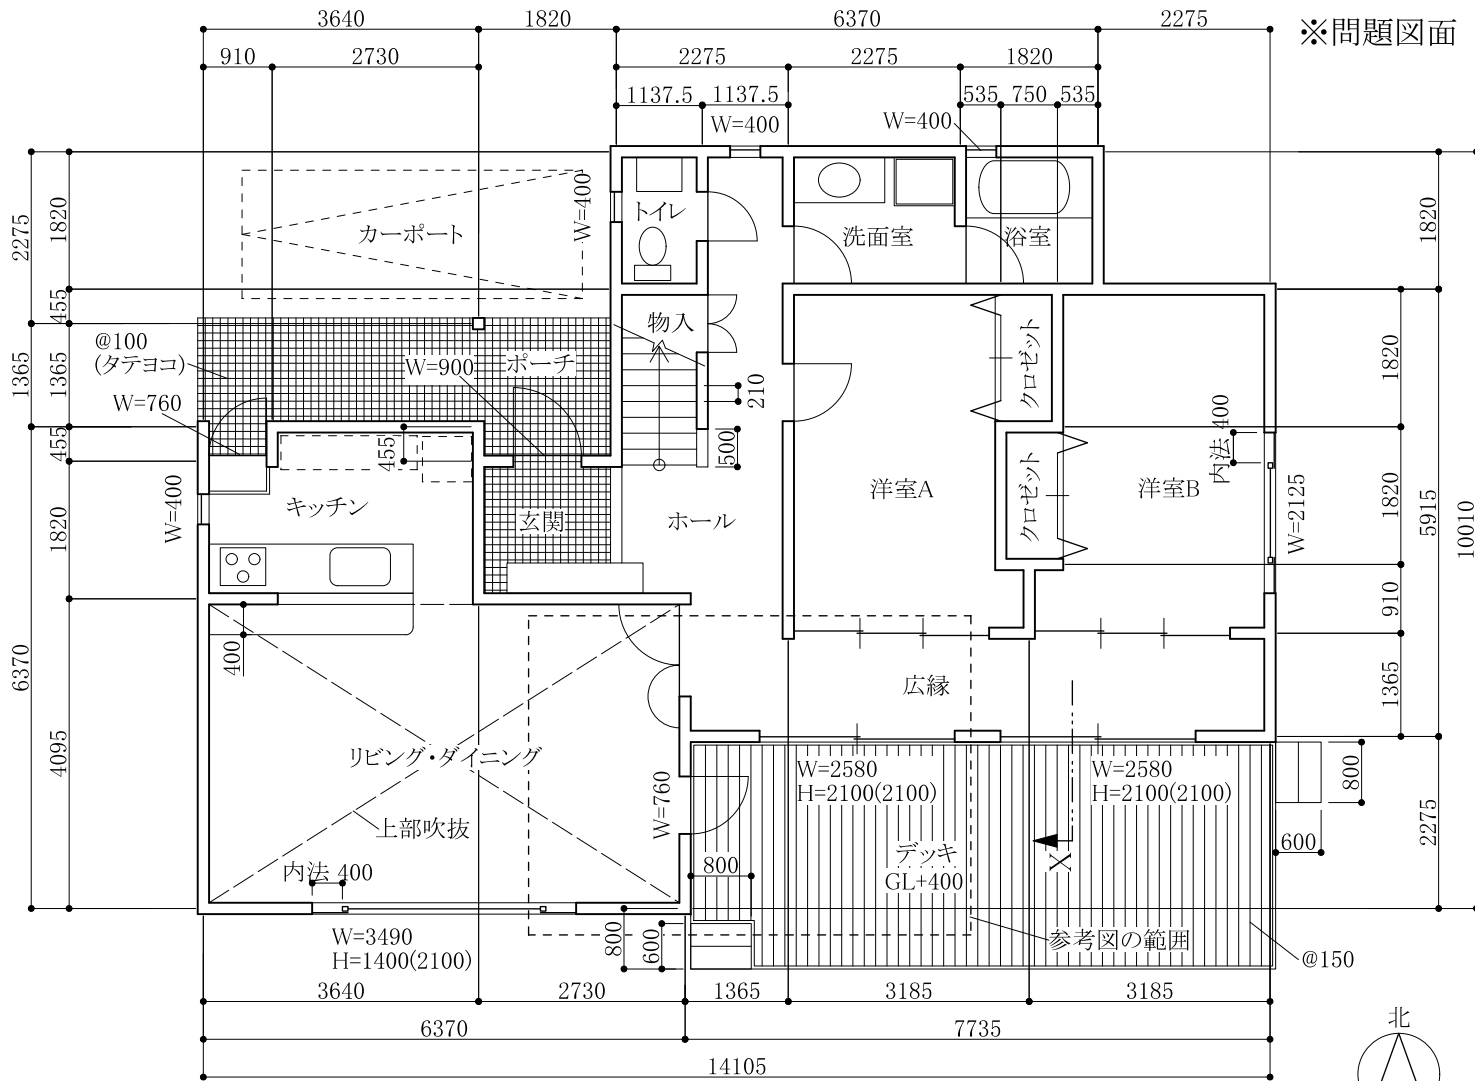 3640
1820
6370
2275
※問題図面
910
2730
2275
2275
1820
1137.5
1137.5
535
750
535
W=400
W=400
2275
1820
455
1365
1365
455
1820
6370
4095
カーポート
W=400
トイレ
洗面室
浴室
1820
@100
(タテヨコ)
W=760
W=900
ポーチ
物入
210
500
クロゼット
1820
400
内法
W=400
455
キッチン
玄関
ホール
洋室A
クロゼット
洋室B
W=2125
1820
5915
10010
910
400
広縁
1365
リビング・ダイニング
上部吹抜
W=760
W=2580
H=2100(2100)
W=2580
H=2100(2100)
800
2275
600
内法 400
800
デッキ
GL+400
X
W=3490
H=1400(2100)
800
600
参考図の範囲
@150
3640
2730
1365
3185
3185
北
6370
7735
14105